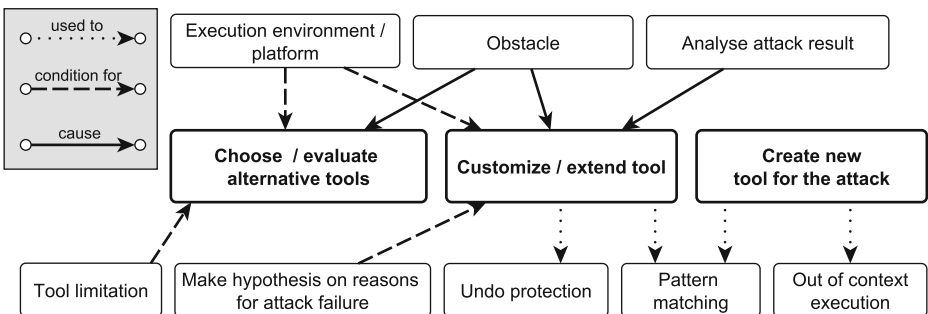 used to
condition for
cause
Execution environment /
platform
Obstacle
Analyse attack result
Choose / evaluate
alternative tools
Customize / extend tool
Create new
tool for the attack
Tool limitation
Make hypothesis on reasons
for attack failure
Undo protection
Pattern
matching
Out of context
execution